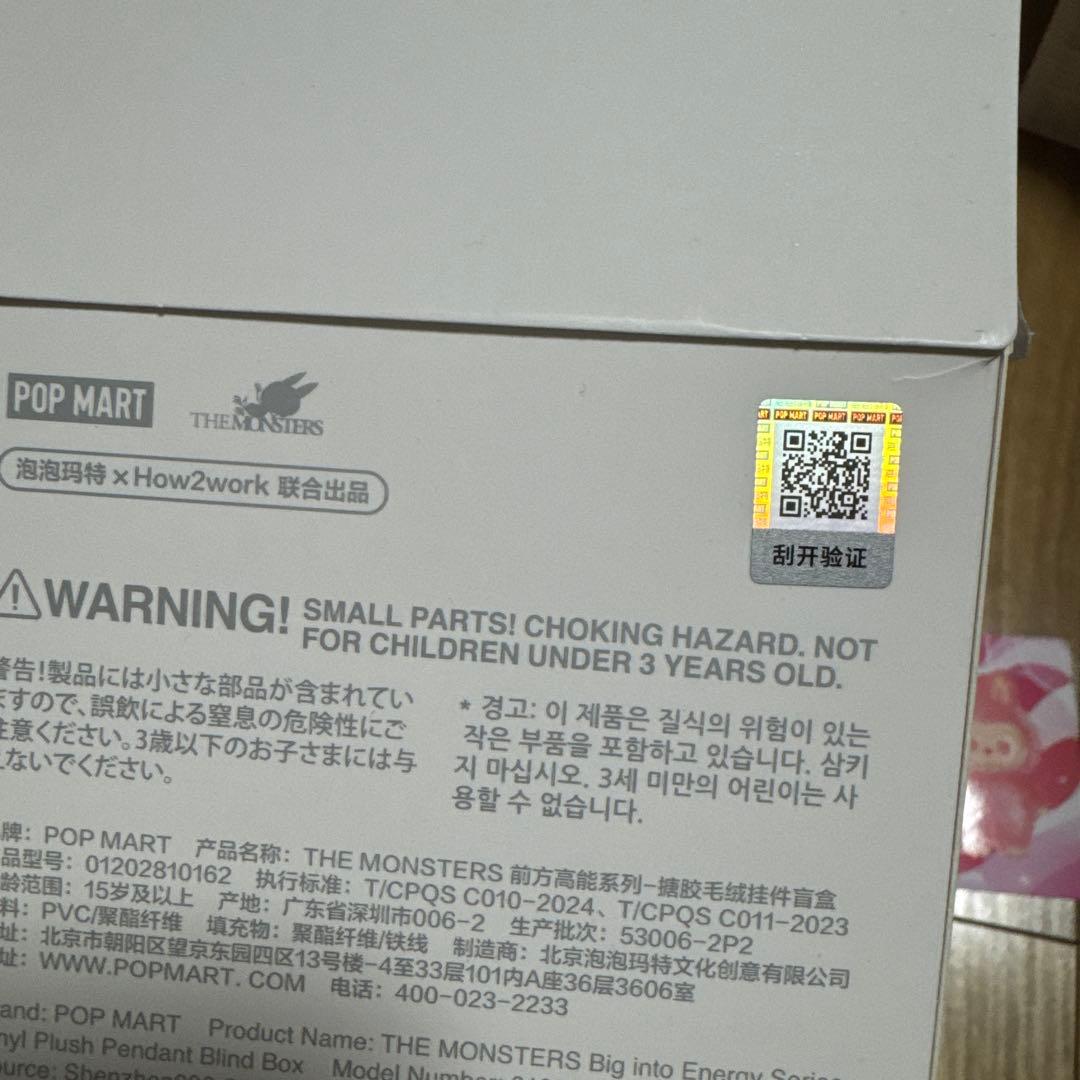 POP MART
THE MONSTERS
泡泡玛特×How2work 联合出品
POP MART POP MART POP MART
刮开验证
WARNING! SMALL PARTS! CHOKING HAZARD. NOT
FOR CHILDREN UNDER 3 YEARS OLD.
警告!製品には小さな部品が含まれてい
ますので、誤飲による窒息の危険性にご
注意ください。3歳以下のお子さまには与
えないでください。
* 경고: 이 제품은 질식의 위험이 있는
작은 부품을 포함하고 있습니다. 삼키
지 마십시오. 3세 미만의 어린이는 사
용할 수 없습니다.
牌: POP MART 产品名称: THE MONSTERS 前方高能系列-搪胶毛绒挂件盲盒
品型号: 01202810162 执行标准: T/CPQS C010-2024、T/CPQS C011-2023
龄范围: 15岁及以上 产地: 广东省深圳市006-2 生产批次: 53006-2P2
料: PVC/聚酯纤维 填充物: 聚酯纤维/铁线 制造商: 北京泡泡玛特文化创意有限公司
址: 北京市朝阳区望京东园四区13号楼-4至33层101内A座36层3606室
址: WWW.POPMART.COM 电话: 400-023-2233
and: POP MART Product Name: THE MONSTERS Big into Energy Series
nyl Plush Pendant Blind Box Model Number: